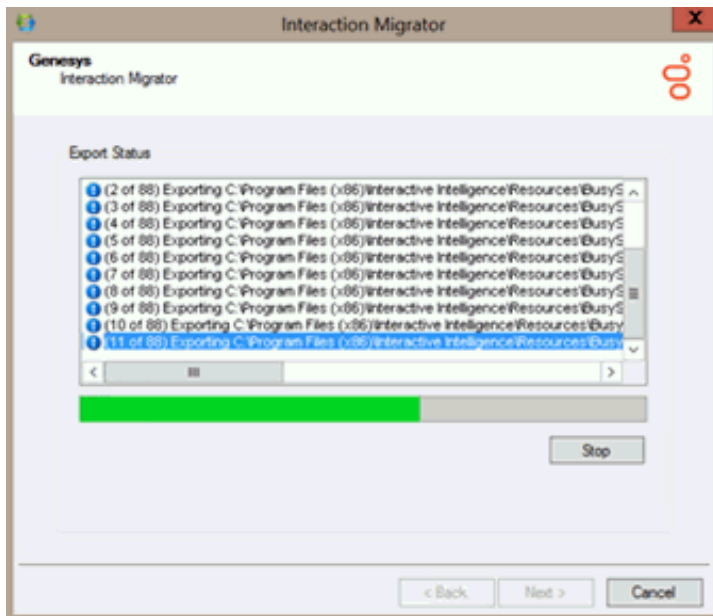 Interaction Migrator
X
Genesys
Interaction Migrator
Export Status
(2 of 88) Exporting C:\Program Files (x86)\Interactive Intelligence\Resources\BusyS
(3 of 88) Exporting C:\Program Files (x86)\Interactive Intelligence\Resources\BusyS
(4 of 88) Exporting C:\Program Files (x86)\Interactive Intelligence\Resources\BusyS
(5 of 88) Exporting C:\Program Files (x86)\Interactive Intelligence\Resources\BusyS
(6 of 88) Exporting C:\Program Files (x86)\Interactive Intelligence\Resources\BusyS
(7 of 88) Exporting C:\Program Files (x86)\Interactive Intelligence\Resources\BusyS
(8 of 88) Exporting C:\Program Files (x86)\Interactive Intelligence\Resources\BusyS
(9 of 88) Exporting C:\Program Files (x86)\Interactive Intelligence\Resources\BusyS
(10 of 88) Exporting C:\Program Files (x86)\Interactive Intelligence\Resources\Busy
(11 of 88) Exporting C:\Program Files (x86)\Interactive Intelligence\Resources\Busy
Stop
< Back
Next >
Cancel